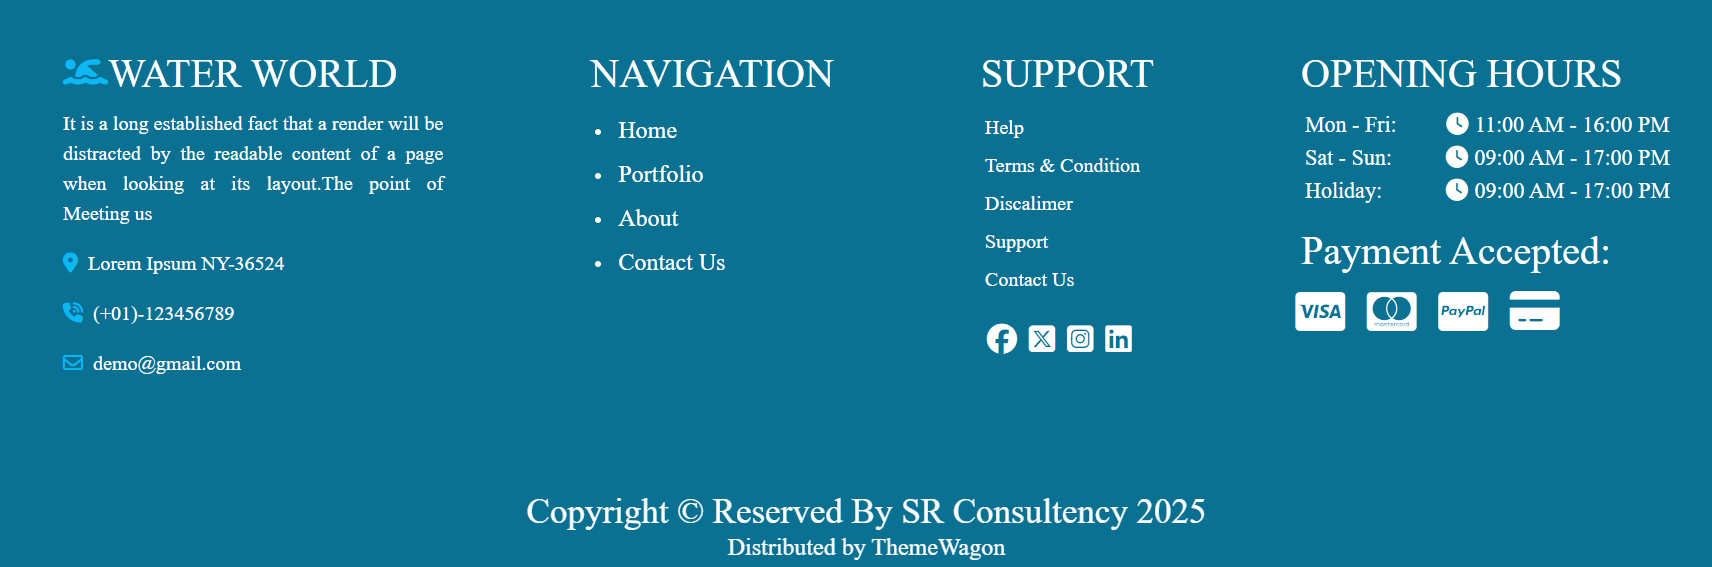 WATER WORLD
It is a long established fact that a render will be
distracted by the readable content of a page
when looking at its layout.The point of
Meeting us
Lorem Ipsum NY-36524
(+01)-123456789
demo@gmail.com
NAVIGATION
• Home
• Portfolio
• About
• Contact Us
SUPPORT
Help
Terms & Condition
Discalimer
Support
Contact Us
OPENING HOURS
Mon - Fri: 11:00 AM - 16:00 PM
Sat - Sun: 09:00 AM - 17:00 PM
Holiday: 09:00 AM - 17:00 PM
Payment Accepted:
VISA mastercard PayPal
Copyright © Reserved By SR Consultency 2025
Distributed by ThemeWagon